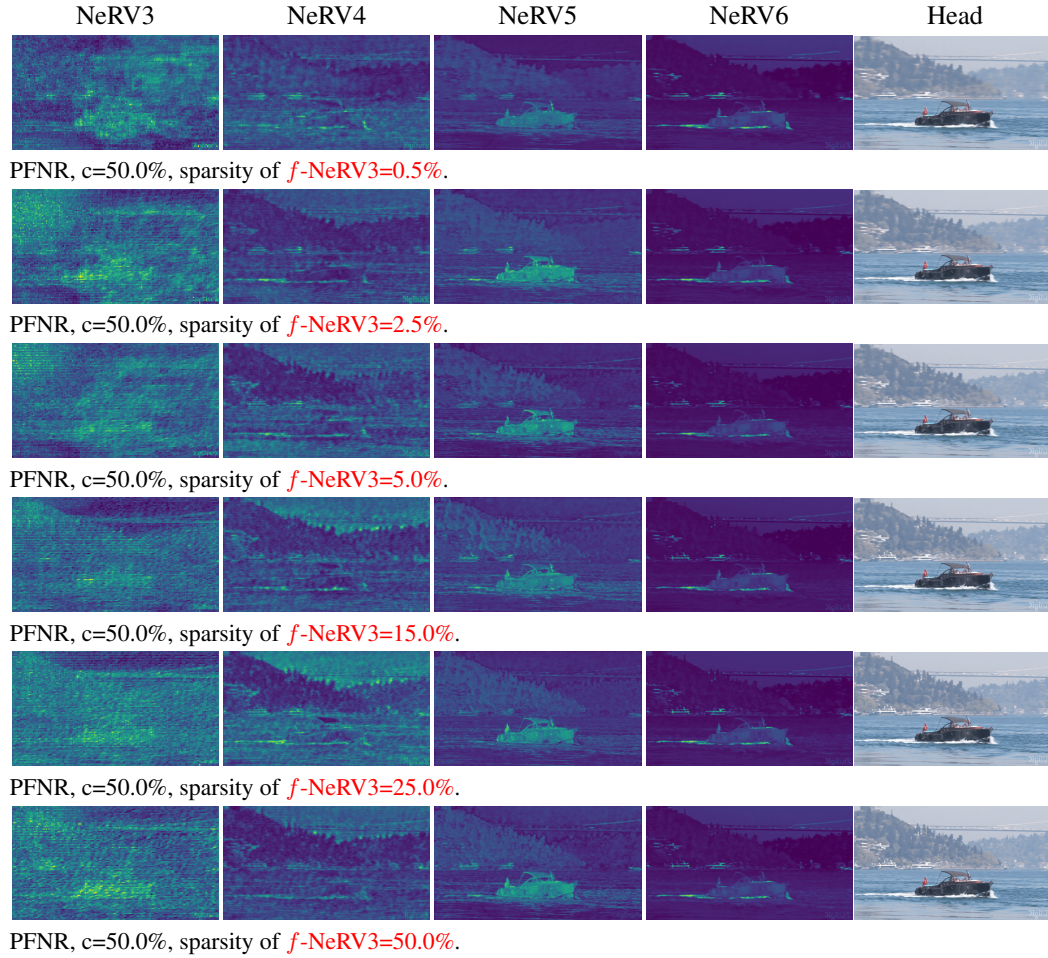 NeRV3 NeRV4 NeRV5 NeRV6 Head
PFNR, c=50.0%, sparsity of f-NeRV3=0.5%.
PFNR, c=50.0%, sparsity of f-NeRV3=2.5%.
PFNR, c=50.0%, sparsity of f-NeRV3=5.0%.
PFNR, c=50.0%, sparsity of f-NeRV3=15.0%.
PFNR, c=50.0%, sparsity of f-NeRV3=25.0%.
PFNR, c=50.0%, sparsity of f-NeRV3=50.0%.